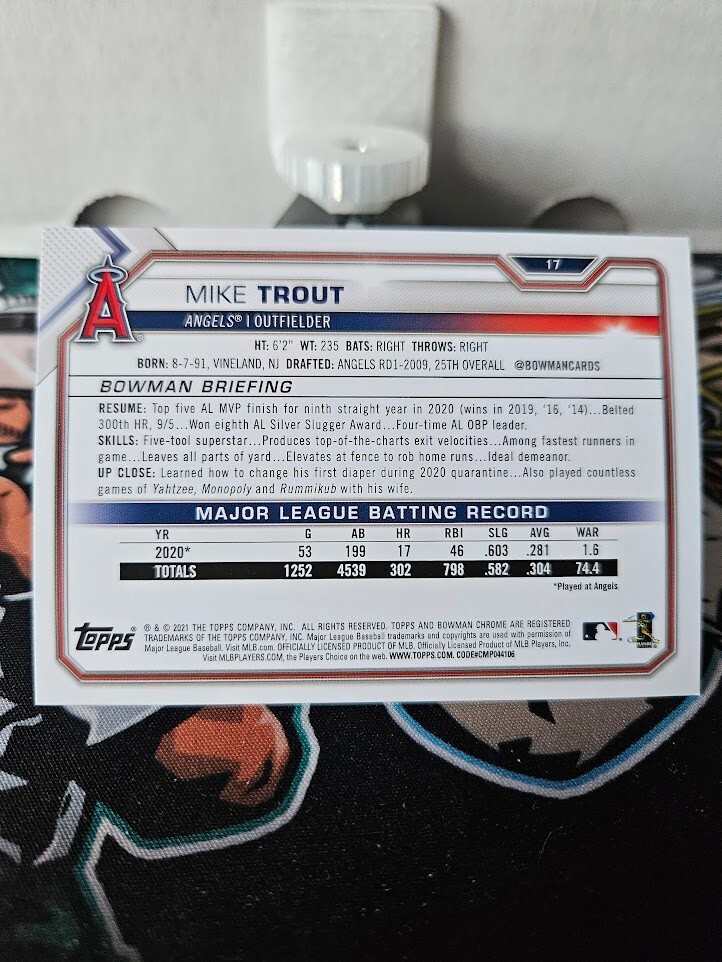 17
MIKE TROUT
ANGELS® | OUTFIELDER
HT: 6'2" WT: 235 BATS: RIGHT THROWS: RIGHT
BORN: 8-7-91, VINELAND, NJ DRAFTED: ANGELS RD1-2009, 25TH OVERALL @BOWMANCARDS
BOWMAN BRIEFING
RESUME: Top five AL MVP finish for ninth straight year in 2020 (wins in 2019, '16, '14)...Belted
300th HR, 9/5...Won eighth AL Silver Slugger Award...Four-time AL OBP leader.
SKILLS: Five-tool superstar...Produces top-of-the-charts exit velocities...Among fastest runners in
game...Leaves all parts of yard...Elevates at fence to rob home runs...Ideal demeanor.
UP CLOSE: Learned how to change his first diaper during 2020 quarantine...Also played countless
games of Yahtzee, Monopoly and Rummikub with his wife.
MAJOR LEAGUE BATTING RECORD
YR G AB HR RBI SLG AVG WAR
2020* 53 199 17 46 .603 .281 1.6
TOTALS 1252 4539 302 798 .582 .304 74.4
*Played at Angels
Topps®
® & © 2021 THE TOPPS COMPANY, INC. ALL RIGHTS RESERVED. TOPPS AND BOWMAN CHROME ARE REGISTERED
TRADEMARKS OF THE TOPPS COMPANY, INC. Major League Baseball trademarks and copyrights are used with permission of
Major League Baseball. Visit MLB.com. OFFICIALLY LICENSED PRODUCT OF MLB. Officially Licensed Product of MLB Players, Inc.
Visit MLBPLAYERS.COM, the Players Choice on the web. WWW.TOPPS.COM. CODE#CMP044106